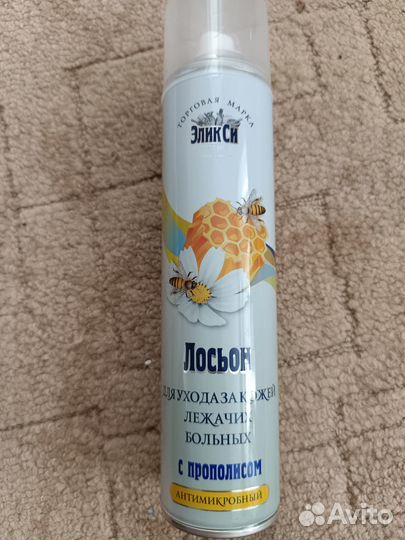 ТОРГОВАЯ МАРКА
ЭликСи
Лосьон
ДЛЯ УХОДА ЗА КОЖЕЙ
ЛЕЖАЧИХ
БОЛЬНЫХ
с прополисом
АНТИМИКРОБНЫЙ
Avito